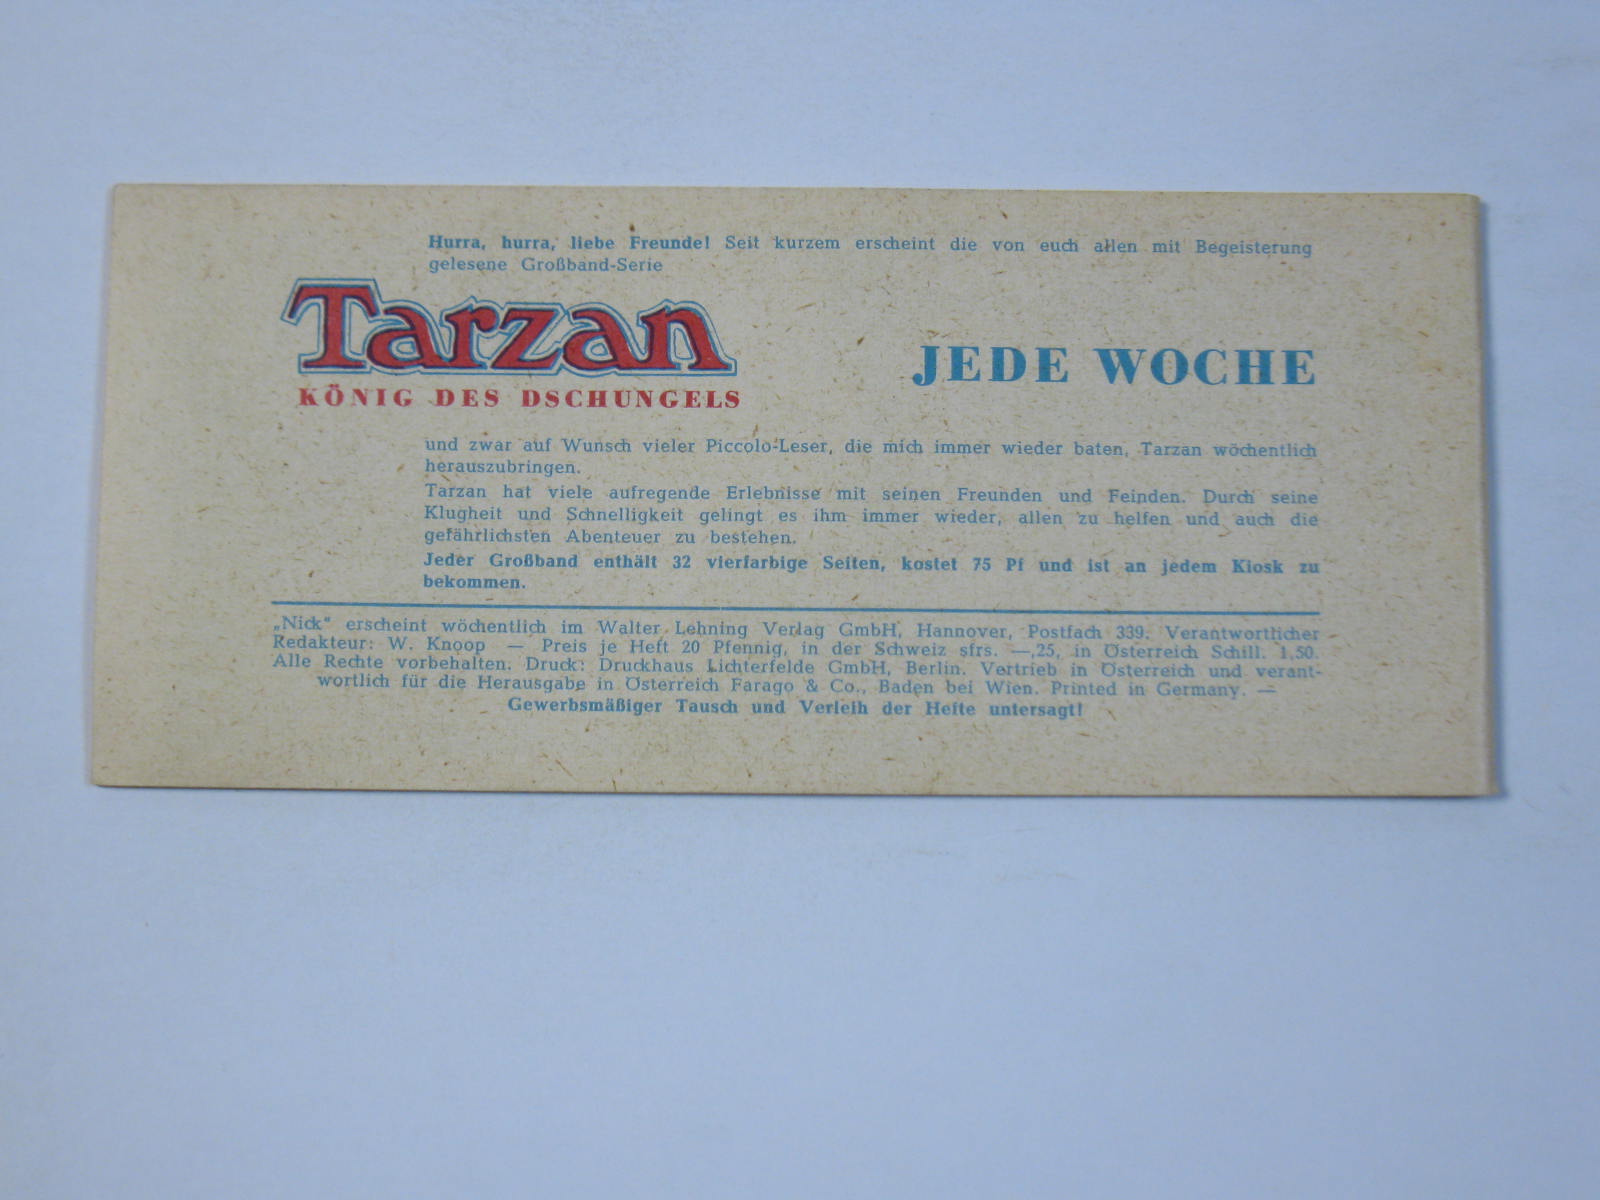 Hurra, hurra, liebe Freunde! Seit kurzem erscheint die von euch allen mit Begeisterung
gelesene Großband-Serie
Tarzan
KÖNIG DES DSCHUNGELS
JEDE WOCHE
und zwar auf Wunsch vieler Piccolo-Leser, die mich immer wieder baten, Tarzan wöchentlich
herauszubringen.
Tarzan hat viele aufregende Erlebnisse mit seinen Freunden und Feinden. Durch seine
Klugheit und Schnelligkeit gelingt es ihm immer wieder, allen zu helfen und auch die
gefährlichsten Abenteuer zu bestehen.
Jeder Großband enthält 32 vierfarbige Seiten, kostet 75 Pf und ist an jedem Kiosk zu
bekommen.
„Nick“ erscheint wöchentlich im Walter Lehning Verlag GmbH, Hannover, Postfach 339. Verantwortlicher
Redakteur: W. Knoop — Preis je Heft 20 Pfennig, in der Schweiz sfrs. —,25, in Österreich Schill. 1,50.
Alle Rechte vorbehalten. Druck: Druckhaus Lichterfelde GmbH, Berlin. Vertrieb in Österreich und verant-
wortlich für die Herausgabe in Österreich Farago & Co., Baden bei Wien. Printed in Germany. —
Gewerbsmäßiger Tausch und Verleih der Hefte untersagt!